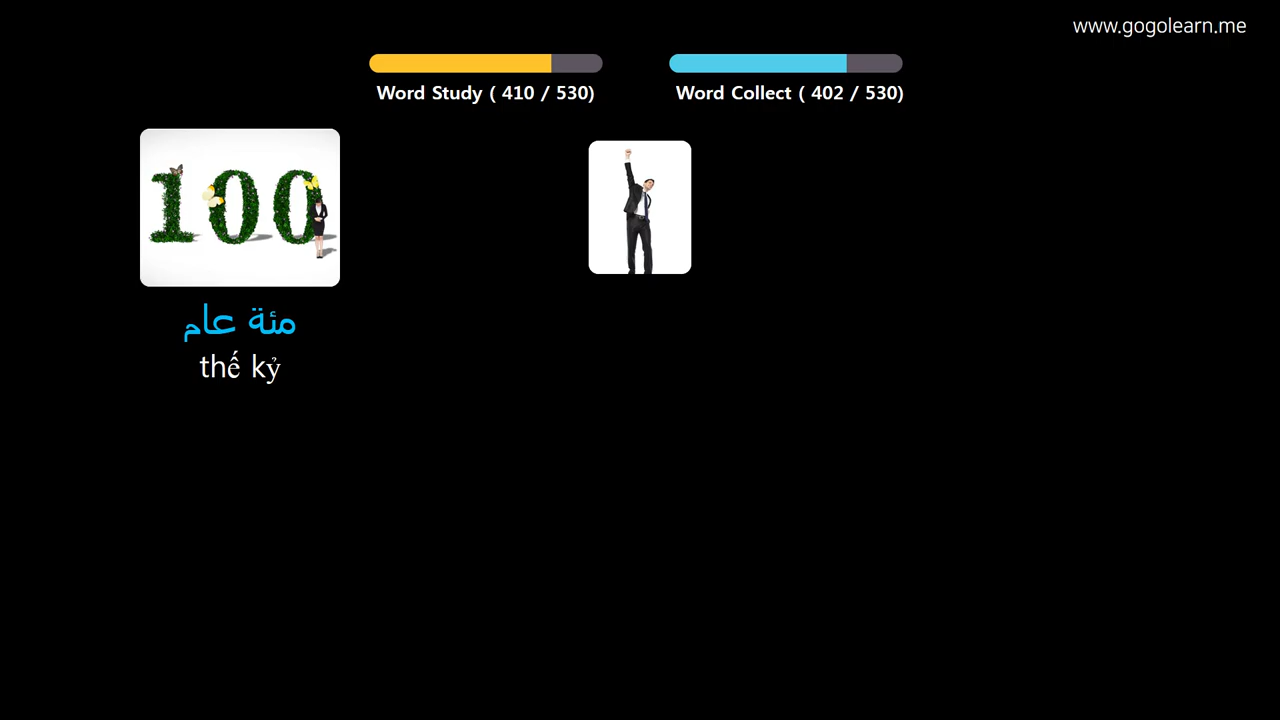 www.gogolearn.me
Word Study ( 410 / 530)
Word Collect ( 402 / 530)
100
مئة عام
thế kỷ